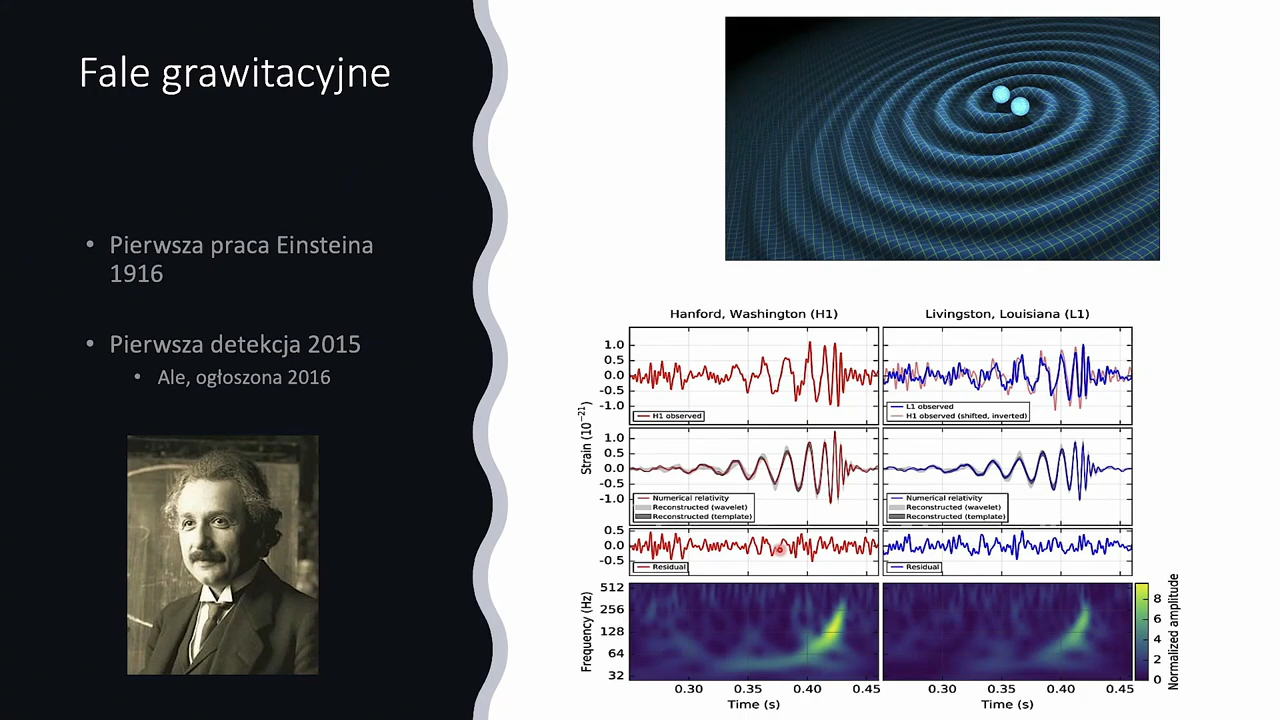 Fale grawitacyjne
• Pierwsza praca Einsteina
1916
• Pierwsza detekcja 2015
• Ale, ogłoszona 2016
Hanford, Washington (H1)
Livingston, Louisiana (L1)
Strain (10⁻²¹)
1.0
0.5
0.0
-0.5
-1.0
H1 observed
L1 observed
H1 observed (shifted, inverted)
1.0
0.5
0.0
-0.5
-1.0
Numerical relativity
Reconstructed (wavelet)
Reconstructed (template)
Numerical relativity
Reconstructed (wavelet)
Reconstructed (template)
0.5
0.0
-0.5
Residual
Residual
Frequency (Hz)
512
256
128
64
32
0.30 0.35 0.40 0.45
Time (s)
0.30 0.35 0.40 0.45
Time (s)
8
6
4
2
0
Normalized amplitude